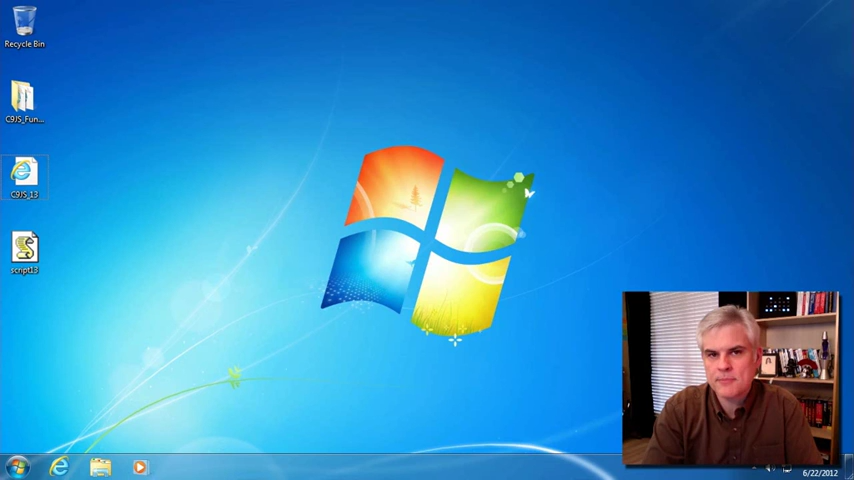 Recycle Bin
C9JS_Fun...
C9JS_13
script13
6/22/2012